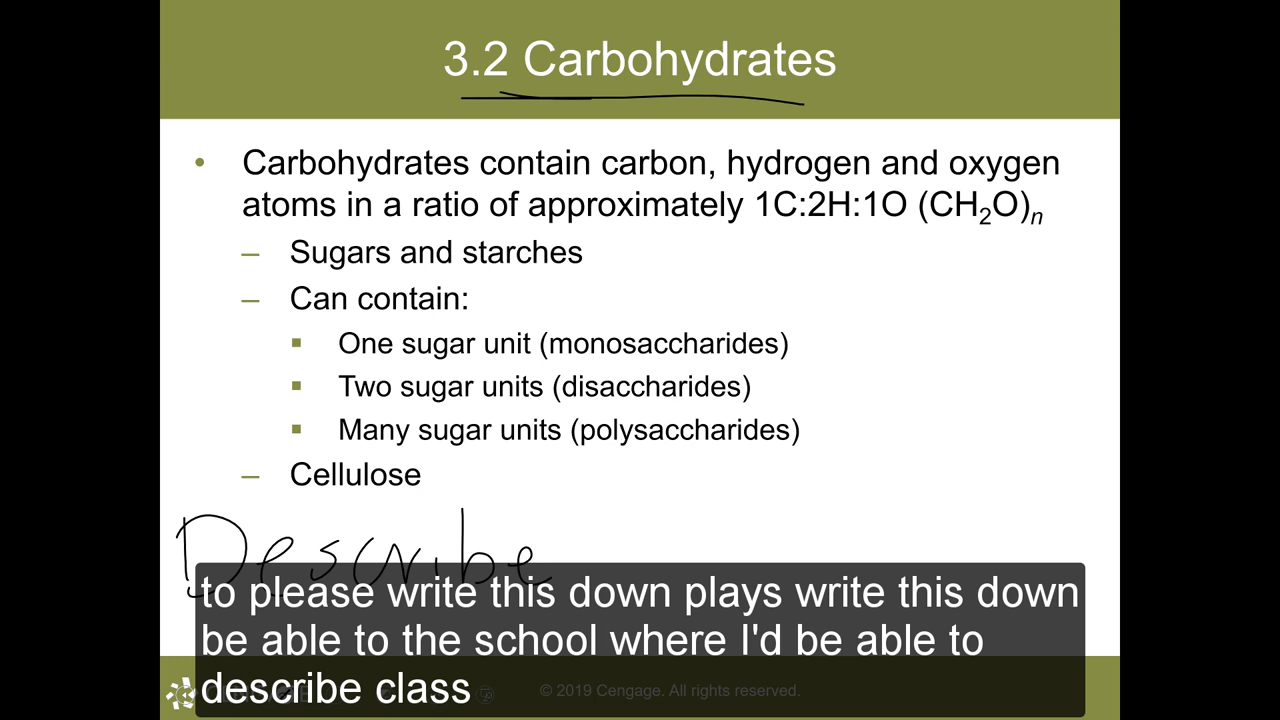 3.2 Carbohydrates
• Carbohydrates contain carbon, hydrogen and oxygen
atoms in a ratio of approximately 1C:2H:1O (CH₂O)ₙ
– Sugars and starches
– Can contain:
▪ One sugar unit (monosaccharides)
▪ Two sugar units (disaccharides)
▪ Many sugar units (polysaccharides)
– Cellulose
Describe
to please write this down plays write this down
be able to the school where I'd be able to
describe class
© 2019 Cengage. All rights reserved.